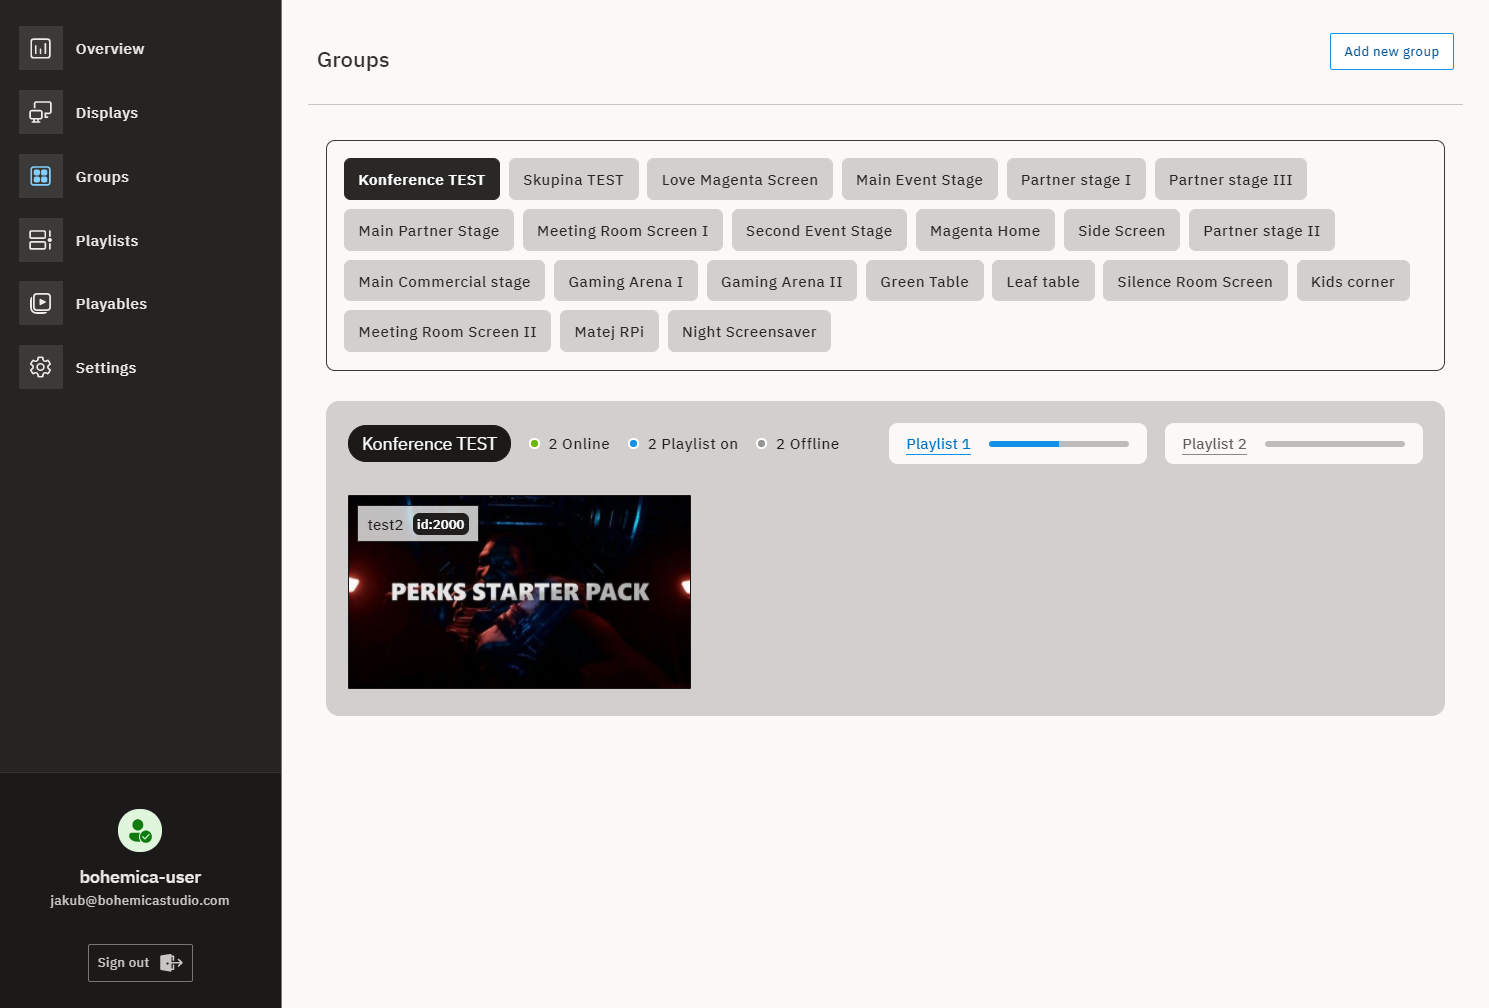 Overview
Displays
Groups
Playlists
Playables
Settings
bohemica-user
jakub@bohemicastudio.com
Sign out
Groups
Add new group
Konference TEST Skupina TEST Love Magenta Screen Main Event Stage Partner stage I Partner stage III
Main Partner Stage Meeting Room Screen I Second Event Stage Magenta Home Side Screen Partner stage II
Main Commercial stage Gaming Arena I Gaming Arena II Green Table Leaf table Silence Room Screen Kids corner
Meeting Room Screen II Matej RPi Night Screensaver
Konference TEST 2 Online 2 Playlist on 2 Offline Playlist 1 Playlist 2
test2 id:2000
PERKS STARTER PACK